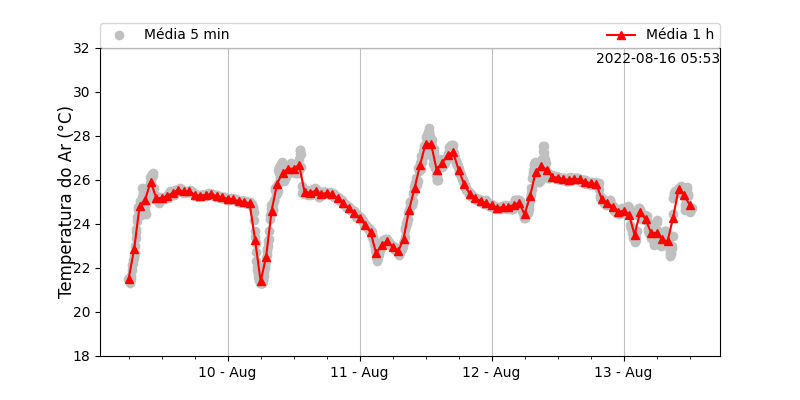 Média 5 min
Média 1 h
2022-08-16 05:53
Temperatura do Ar (°C)
32
30
28
26
24
22
20
18
10 - Aug
11 - Aug
12 - Aug
13 - Aug